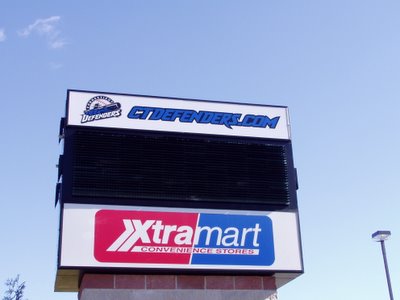 DEFENDERS
CTDEFENDERS.COM
Xtramart
CONVENIENCE STORES